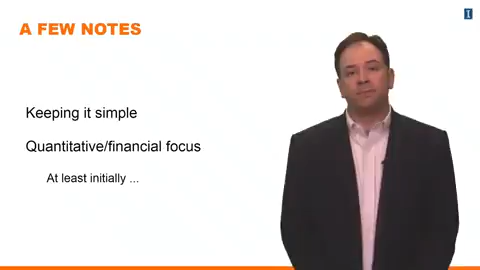 A FEW NOTES
Keeping it simple
Quantitative/financial focus
At least initially ...